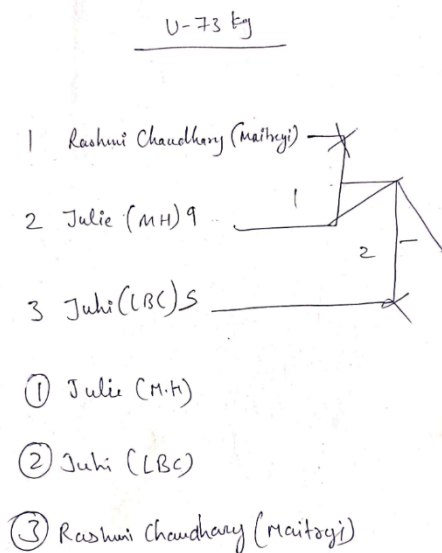 U-73 kg
1 Rashmi Chaudhary (Maitreyi)
1
2 Julie (MH) 9
2
3 Juhi (LBC) S
① Julie (M.H)
② Juhi (LBC)
③ Rashmi Chaudhary (Maitreyi)